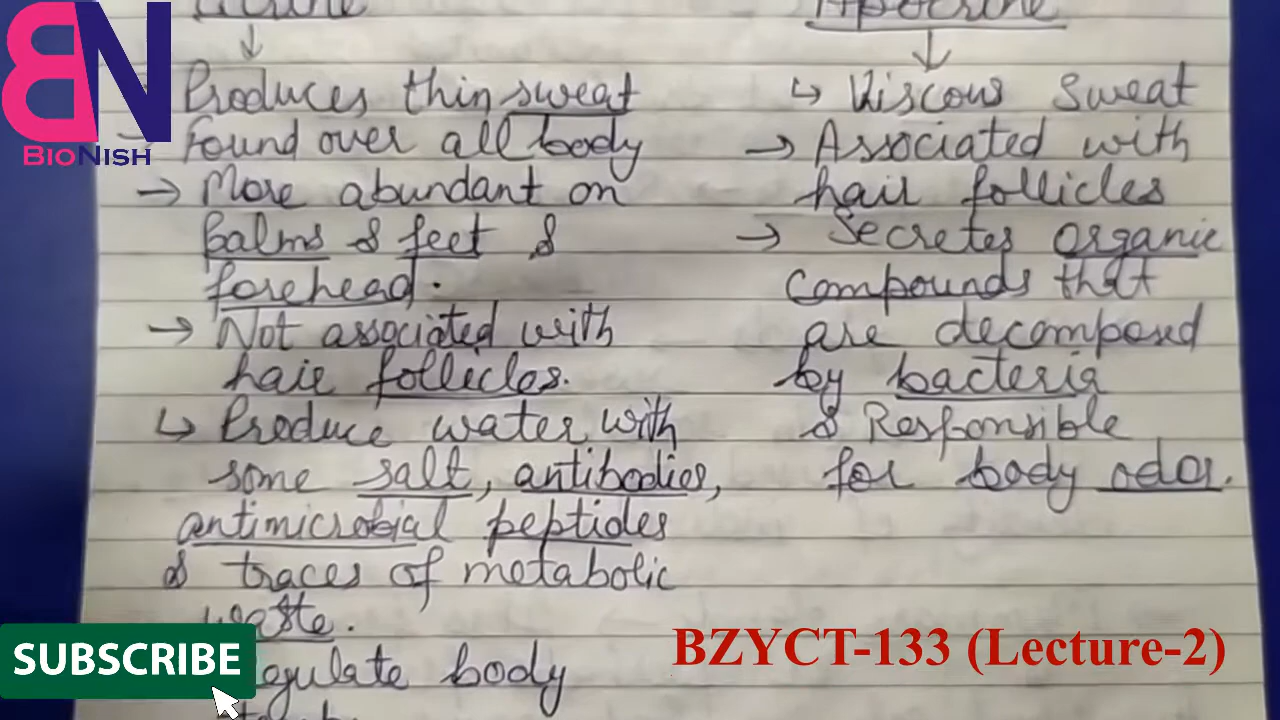 BN
BIONISH
Apocrine
Produces thin sweat
Found over all body
→ More abundant on
palms & feet &
forehead.
→ Not associated with
hair follicles.
↳ Produce water with
some salt, antibodies,
antimicrobial peptides
& traces of metabolic
waste.
egulate body
↳ Viscous Sweat
→ Associated with
hair follicles
→ Secretes organic
compounds that
are decomposed
by bacteria
& Responsible
for body odor.
SUBSCRIBE
BZYCT-133 (Lecture-2)